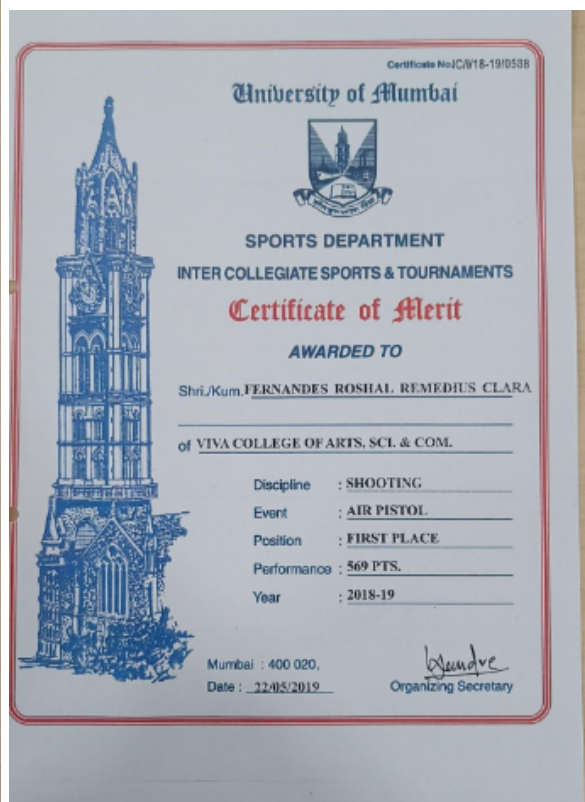 Certificate No.IC/I/18-19/0588
University of Mumbai
SPORTS DEPARTMENT
INTER COLLEGIATE SPORTS & TOURNAMENTS
Certificate of Merit
AWARDED TO
Shri./Kum. FERNANDES ROSHAL REMEDIUS CLARA
of VIVA COLLEGE OF ARTS, SCI. & COM.
Discipline : SHOOTING
Event : AIR PISTOL
Position : FIRST PLACE
Performance : 569 PTS.
Year : 2018-19
Mumbai : 400 020,
Date : 22/05/2019
Organizing Secretary